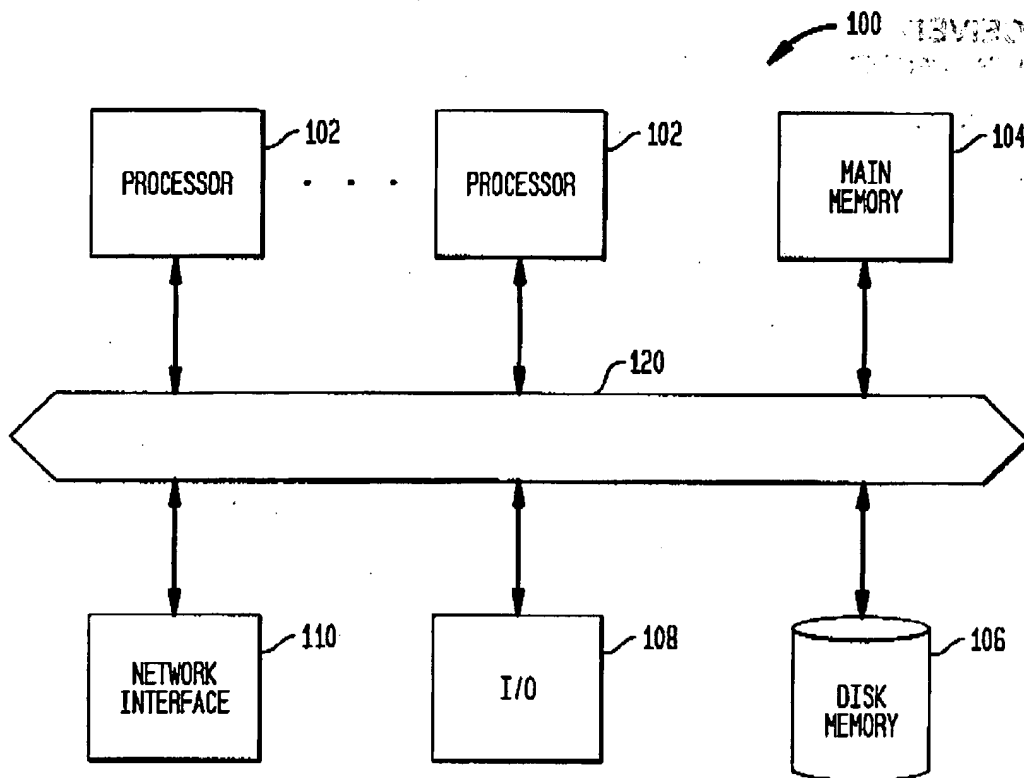 100
102
102
104
PROCESSOR
. . .
PROCESSOR
MAIN
MEMORY
120
110
108
106
NETWORK
INTERFACE
I/O
DISK
MEMORY